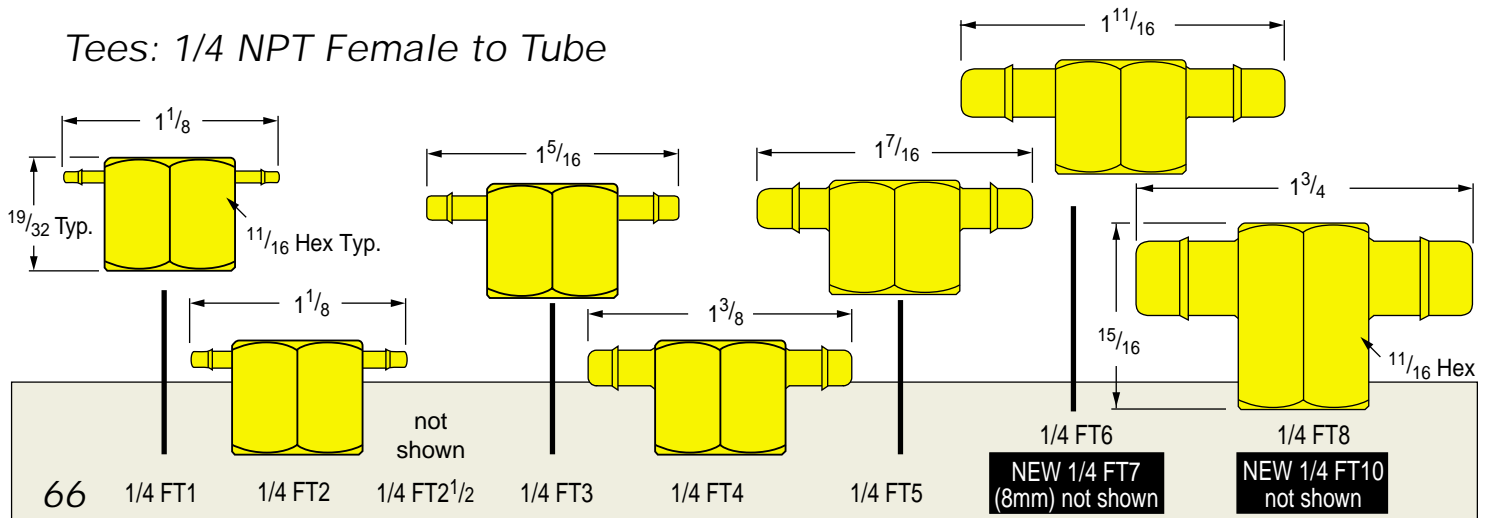 Tees: 1/4 NPT Female to Tube
1 11/16
1 1/8
1 5/16
1 7/16
1 3/4
19/32 Typ.
11/16 Hex Typ.
1 1/8
1 3/8
15/16
11/16 Hex
not
shown
1/4 FT6
1/4 FT8
66
1/4 FT1
1/4 FT2
1/4 FT2 1/2
1/4 FT3
1/4 FT4
1/4 FT5
NEW 1/4 FT7
(8mm) not shown
NEW 1/4 FT10
not shown